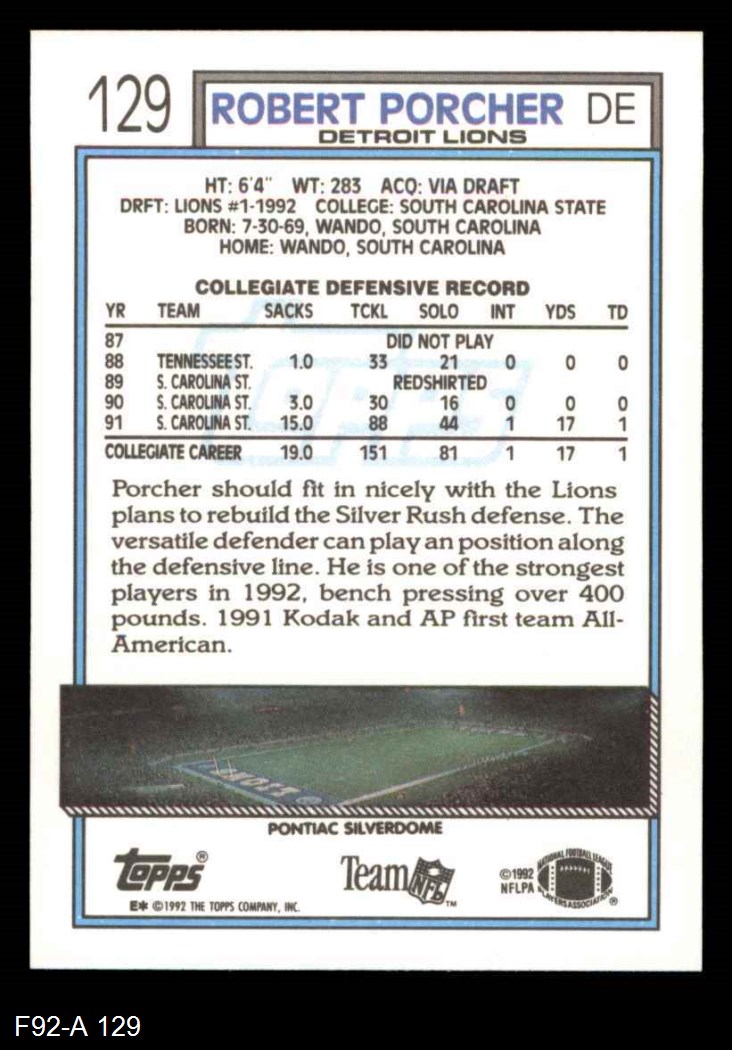 129 ROBERT PORCHER DE
DETROIT LIONS
HT: 6'4" WT: 283 ACQ: VIA DRAFT
DRFT: LIONS #1-1992 COLLEGE: SOUTH CAROLINA STATE
BORN: 7-30-69, WANDO, SOUTH CAROLINA
HOME: WANDO, SOUTH CAROLINA
COLLEGIATE DEFENSIVE RECORD
YR TEAM SACKS TCKL SOLO INT YDS TD
87 DID NOT PLAY
88 TENNESSEE ST. 1.0 33 21 0 0 0
89 S. CAROLINA ST. REDSHIRTED
90 S. CAROLINA ST. 3.0 30 16 0 0 0
91 S. CAROLINA ST. 15.0 88 44 1 17 1
COLLEGIATE CAREER 19.0 151 81 1 17 1
TOPPS
Porcher should fit in nicely with the Lions
plans to rebuild the Silver Rush defense. The
versatile defender can play an position along
the defensive line. He is one of the strongest
players in 1992, bench pressing over 400
pounds. 1991 Kodak and AP first team All-
American.
LIONS
PONTIAC SILVERDOME
Topps®
E* ©1992 THE TOPPS COMPANY, INC.
Team NFL™
©1992
NFLPA
NATIONAL FOOTBALL LEAGUE
PLAYERS ASSOCIATION ®
F92-A 129